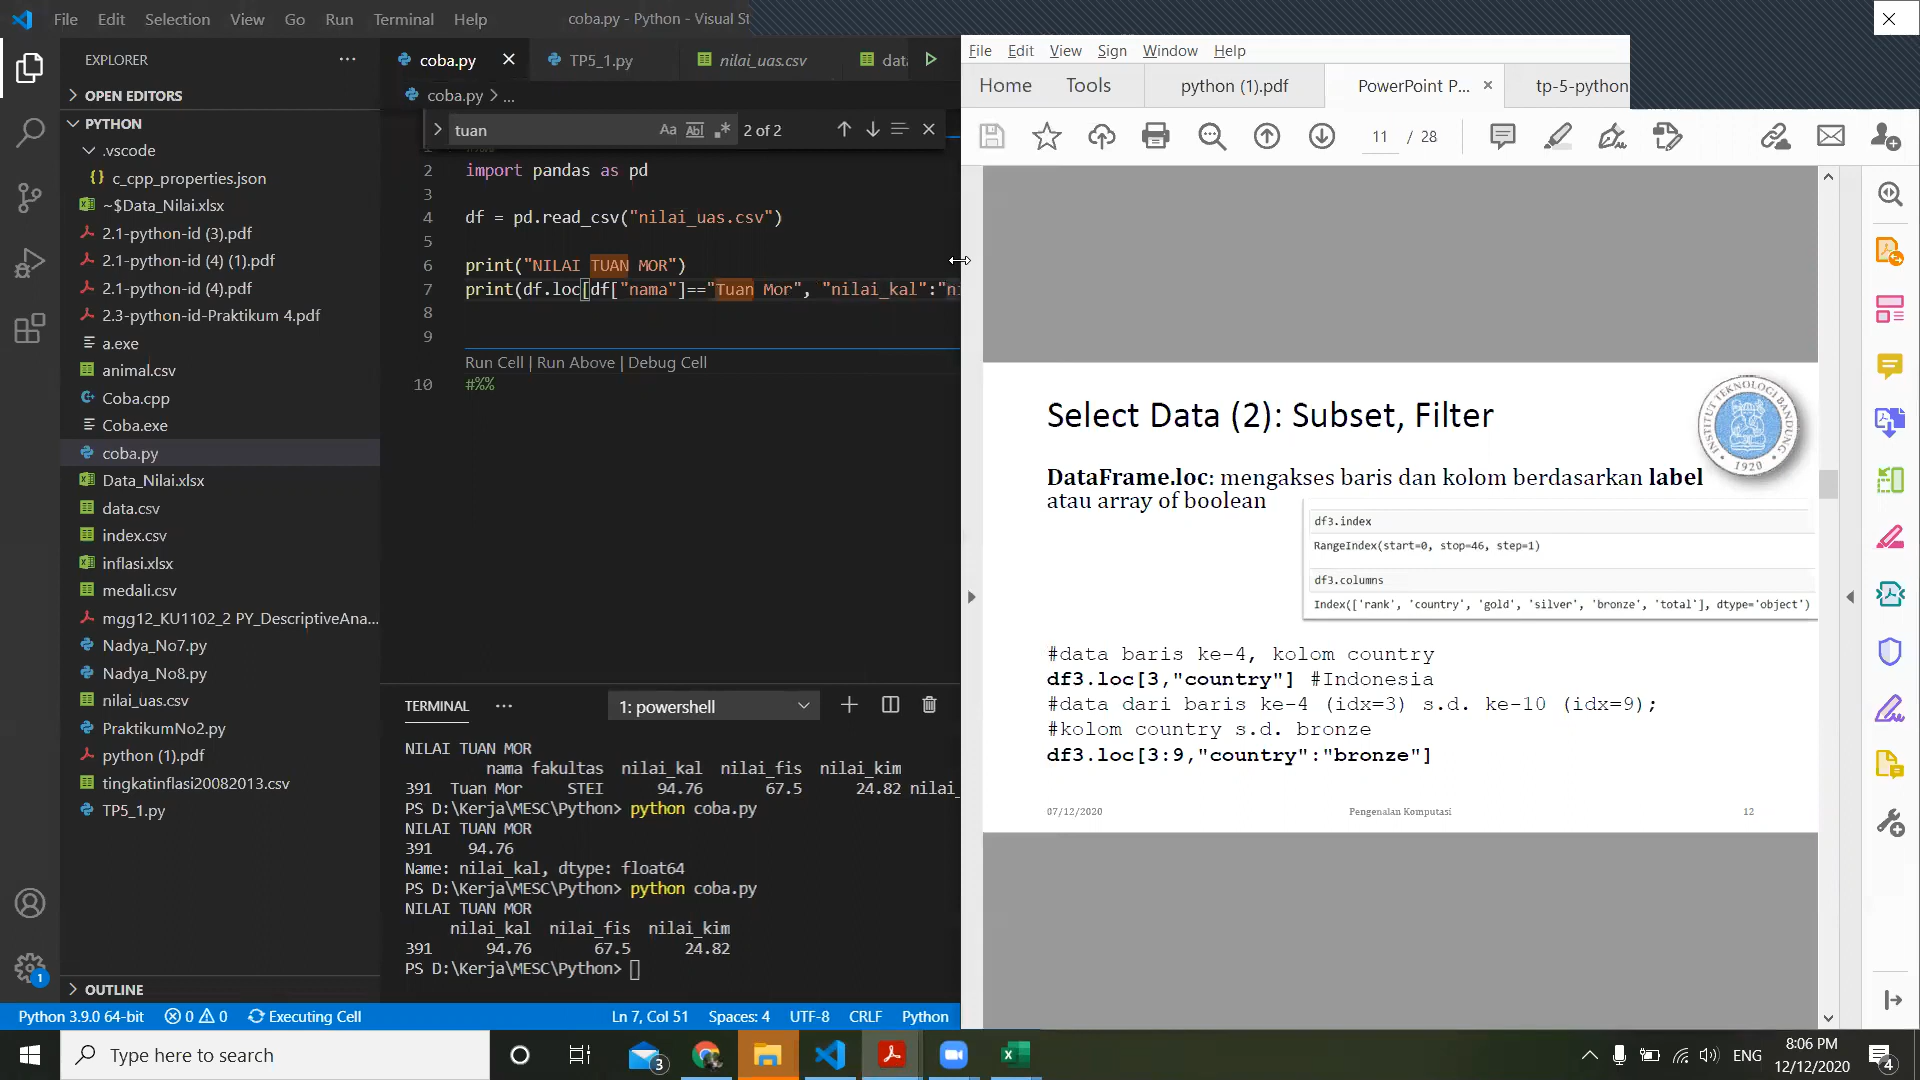 File Edit Selection View Go Run Terminal Help coba.py - Python - Visual St
EXPLORER
OPEN EDITORS
PYTHON
.vscode
c_cpp_properties.json
~$Data_Nilai.xlsx
2.1-python-id (3).pdf
2.1-python-id (4) (1).pdf
2.1-python-id (4).pdf
2.3-python-id-Praktikum 4.pdf
a.exe
animal.csv
Coba.cpp
Coba.exe
coba.py
Data_Nilai.xlsx
data.csv
index.csv
inflasi.xlsx
medali.csv
mgg12_KU1102_2 PY_DescriptiveAna...
Nadya_No7.py
Nadya_No8.py
nilai_uas.csv
PraktikumNo2.py
python (1).pdf
tingkatinflasi20082013.csv
TP5_1.py
OUTLINE
coba.py TP5_1.py nilai_uas.csv data
coba.py > ...
tuan Aa Abl .* 2 of 2
1 #%%
2 import pandas as pd
3
4 df = pd.read_csv("nilai_uas.csv")
5
6 print("NILAI TUAN MOR")
7 print(df.loc[df["nama"]=="Tuan Mor", "nilai_kal":"ni
8
9
Run Cell | Run Above | Debug Cell
10 #%%
TERMINAL ... 1: powershell
NILAI TUAN MOR
nama fakultas nilai_kal nilai_fis nilai_kim
391 Tuan Mor STEI 94.76 67.5 24.82 nilai_
PS D:\Kerja\MESC\Python> python coba.py
NILAI TUAN MOR
391 94.76
Name: nilai_kal, dtype: float64
PS D:\Kerja\MESC\Python> python coba.py
NILAI TUAN MOR
nilai_kal nilai_fis nilai_kim
391 94.76 67.5 24.82
PS D:\Kerja\MESC\Python>
Python 3.9.0 64-bit 0 0 Executing Cell Ln 7, Col 51 Spaces: 4 UTF-8 CRLF Python
File Edit View Sign Window Help
Home Tools python (1).pdf PowerPoint P... tp-5-python
11 / 28
Select Data (2): Subset, Filter
INSTITUT TEKNOLOGI BANDUNG
1920
DataFrame.loc: mengakses baris dan kolom berdasarkan label
atau array of boolean
df3.index
RangeIndex(start=0, stop=46, step=1)
df3.columns
Index(['rank', 'country', 'gold', 'silver', 'bronze', 'total'], dtype='object')
#data baris ke-4, kolom country
df3.loc[3,"country"] #Indonesia
#data dari baris ke-4 (idx=3) s.d. ke-10 (idx=9);
#kolom country s.d. bronze
df3.loc[3:9,"country":"bronze"]
07/12/2020 Pengenalan Komputasi 12
1
Type here to search 3 ENG 8:06 PM
12/12/2020 4